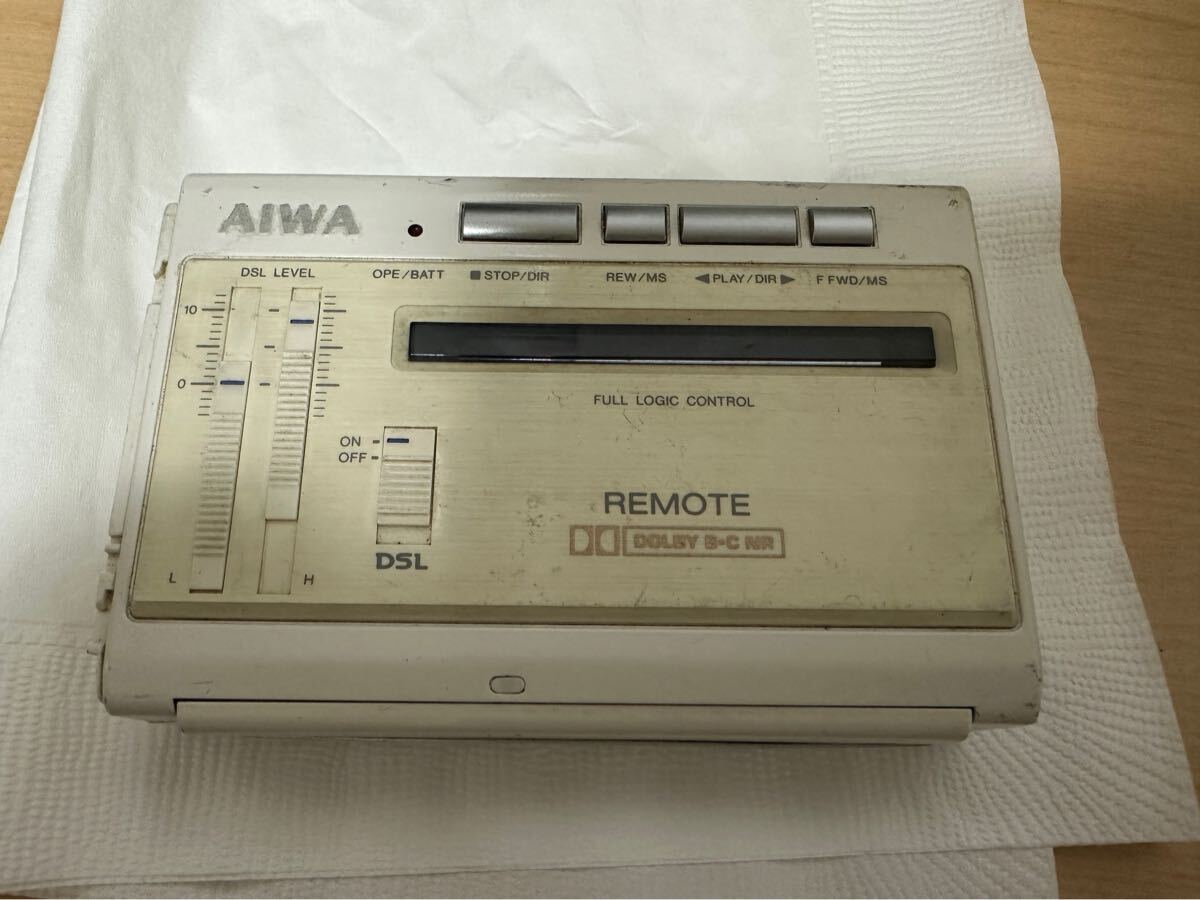 AIWA
DSL LEVEL
OPE/BATT
■STOP/DIR
REW/MS
◀PLAY/DIR▶
F FWD/MS
10
0
FULL LOGIC CONTROL
ON
OFF
REMOTE
DOLBY B•C NR
DSL
L
H